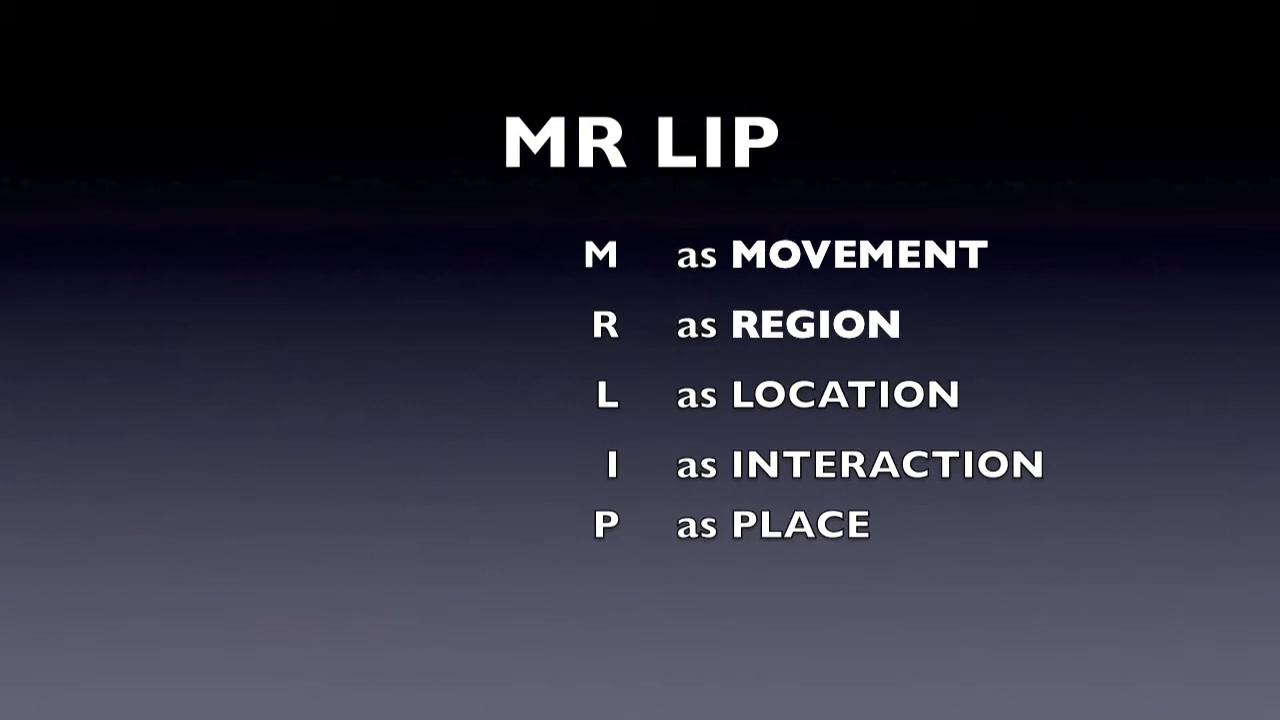 MR LIP
M as MOVEMENT
R as REGION
L as LOCATION
I as INTERACTION
P as PLACE